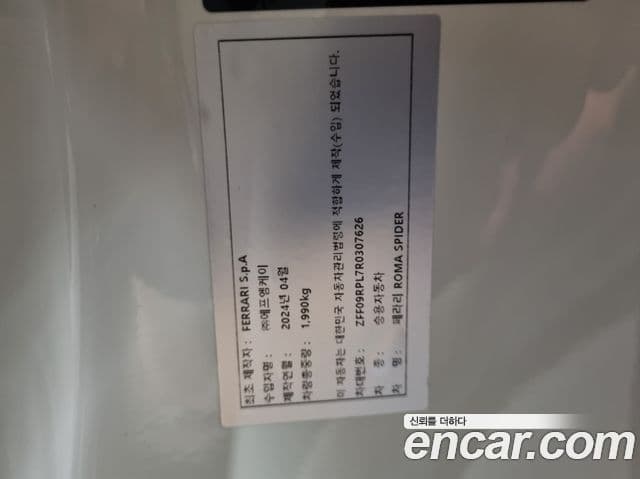 최초 제작자 : FERRARI S.p.A
수입자명 : ㈜에프엠케이
제작연월 : 2024년 04월
차량총중량 : 1,990kg
이 자동차는 대한민국 자동차관리법령에 적합하게 제작(수입) 되었습니다.
차대번호 : ZFF09RPL7R0307626
차 종 : 승용자동차
차 명 : 페라리 ROMA SPIDER
신뢰를 더하다
encar.com